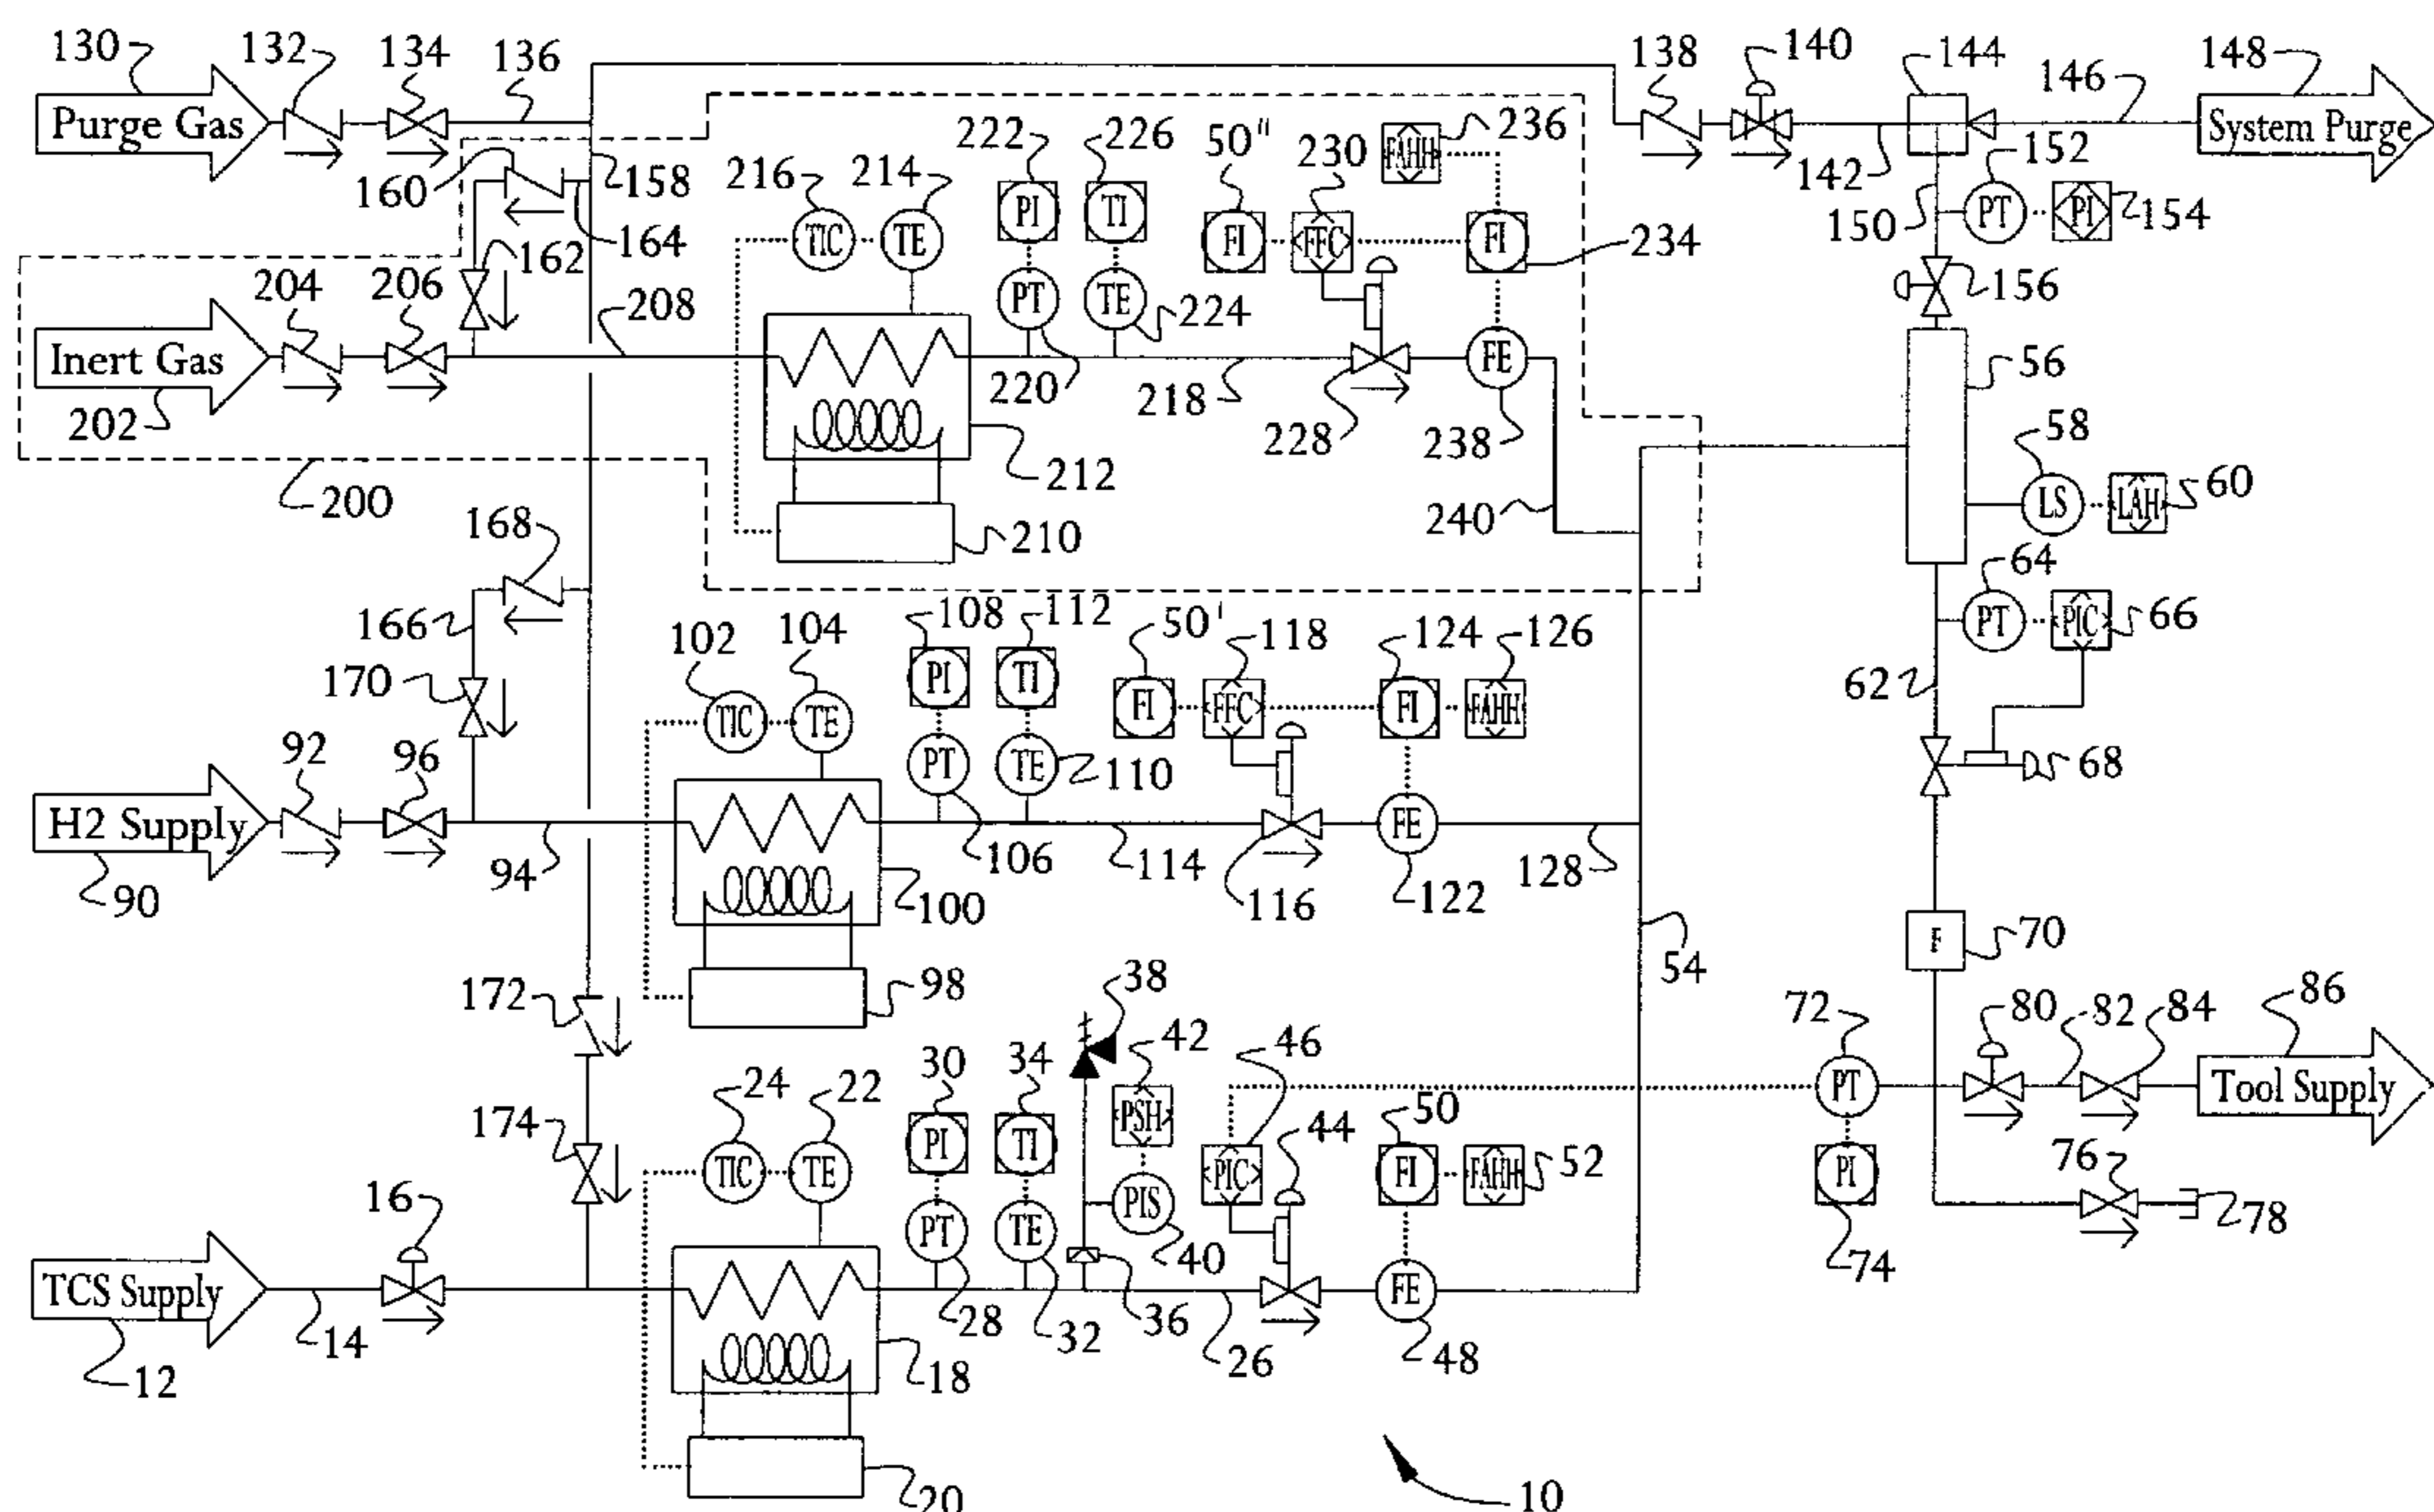 130 132 134 136 138 140 144 146 148
Purge Gas
System Purge
160 158 216 214 222 226 50" 230 236 142 152
TIC TE PI TI FI FFC FAHH FI PT PI
150 154
164 162 234
204 206 208 PT TE 224 156
Inert Gas
202 220 218 228 FE 238 56
200 212 58
210 240 LS LAH 60
168 64
166 102 104 108 112 50' 118 124 126 PT PIC 66
170 TIC TE PI TI FI FFC FI FAHH 62
92 96 PT TE 110 68
H2 Supply
90 94 100 106 114 116 FE 122 128
F 70
172 98 38 54
42 46 72 80 82 84 86
24 22 30 34 PSH PT Tool Supply
174 TIC TE PI TI PIC 44 50 FI FAHH 52 PI 76
16 PT TE PIS 40 74 78
TCS Supply
12 14 18 28 32 36 26 FE 48
20 10